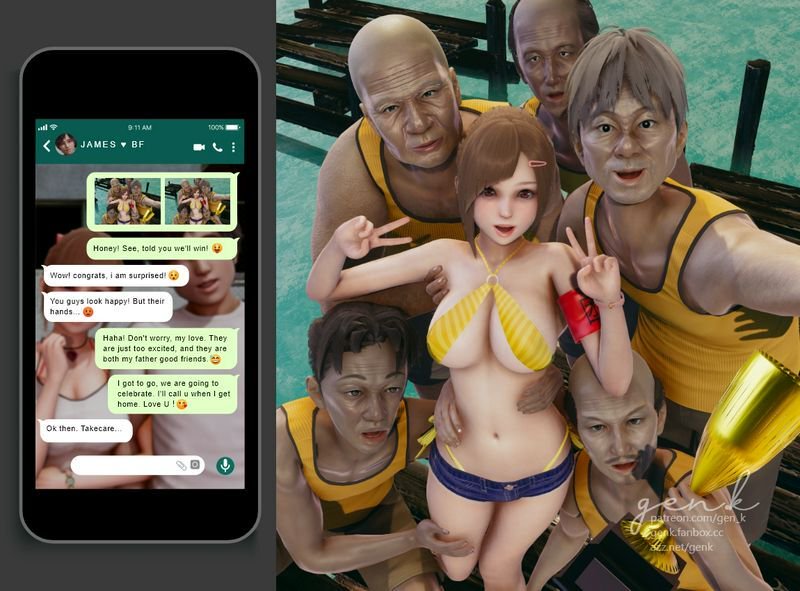 9:11 AM
100%
JAMES ♥ BF
Honey! See, told you we'll win! 😛
Wow! congrats, i am surprised! 😯
You guys look happy! But their
hands... 🥵
Haha! Don't worry, my love. They
are just too excited, and they are
both my father good friends. 😊
I got to go, we are going to
celebrate. I'll call u when I get
home. Love U ! 😘
Ok then. Takecare...
gen.k
patreon.com/gen_k
genk.fanbox.cc
azz.net/genk